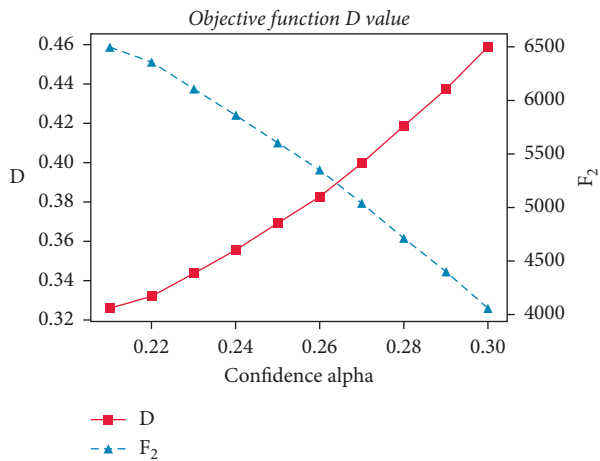 Objective function D value
0.46
0.44
0.42
0.40
0.38
0.36
0.34
0.32
D
6500
6000
5500
5000
4500
4000
F₂
0.22 0.24 0.26 0.28 0.30
Confidence alpha
D
F₂